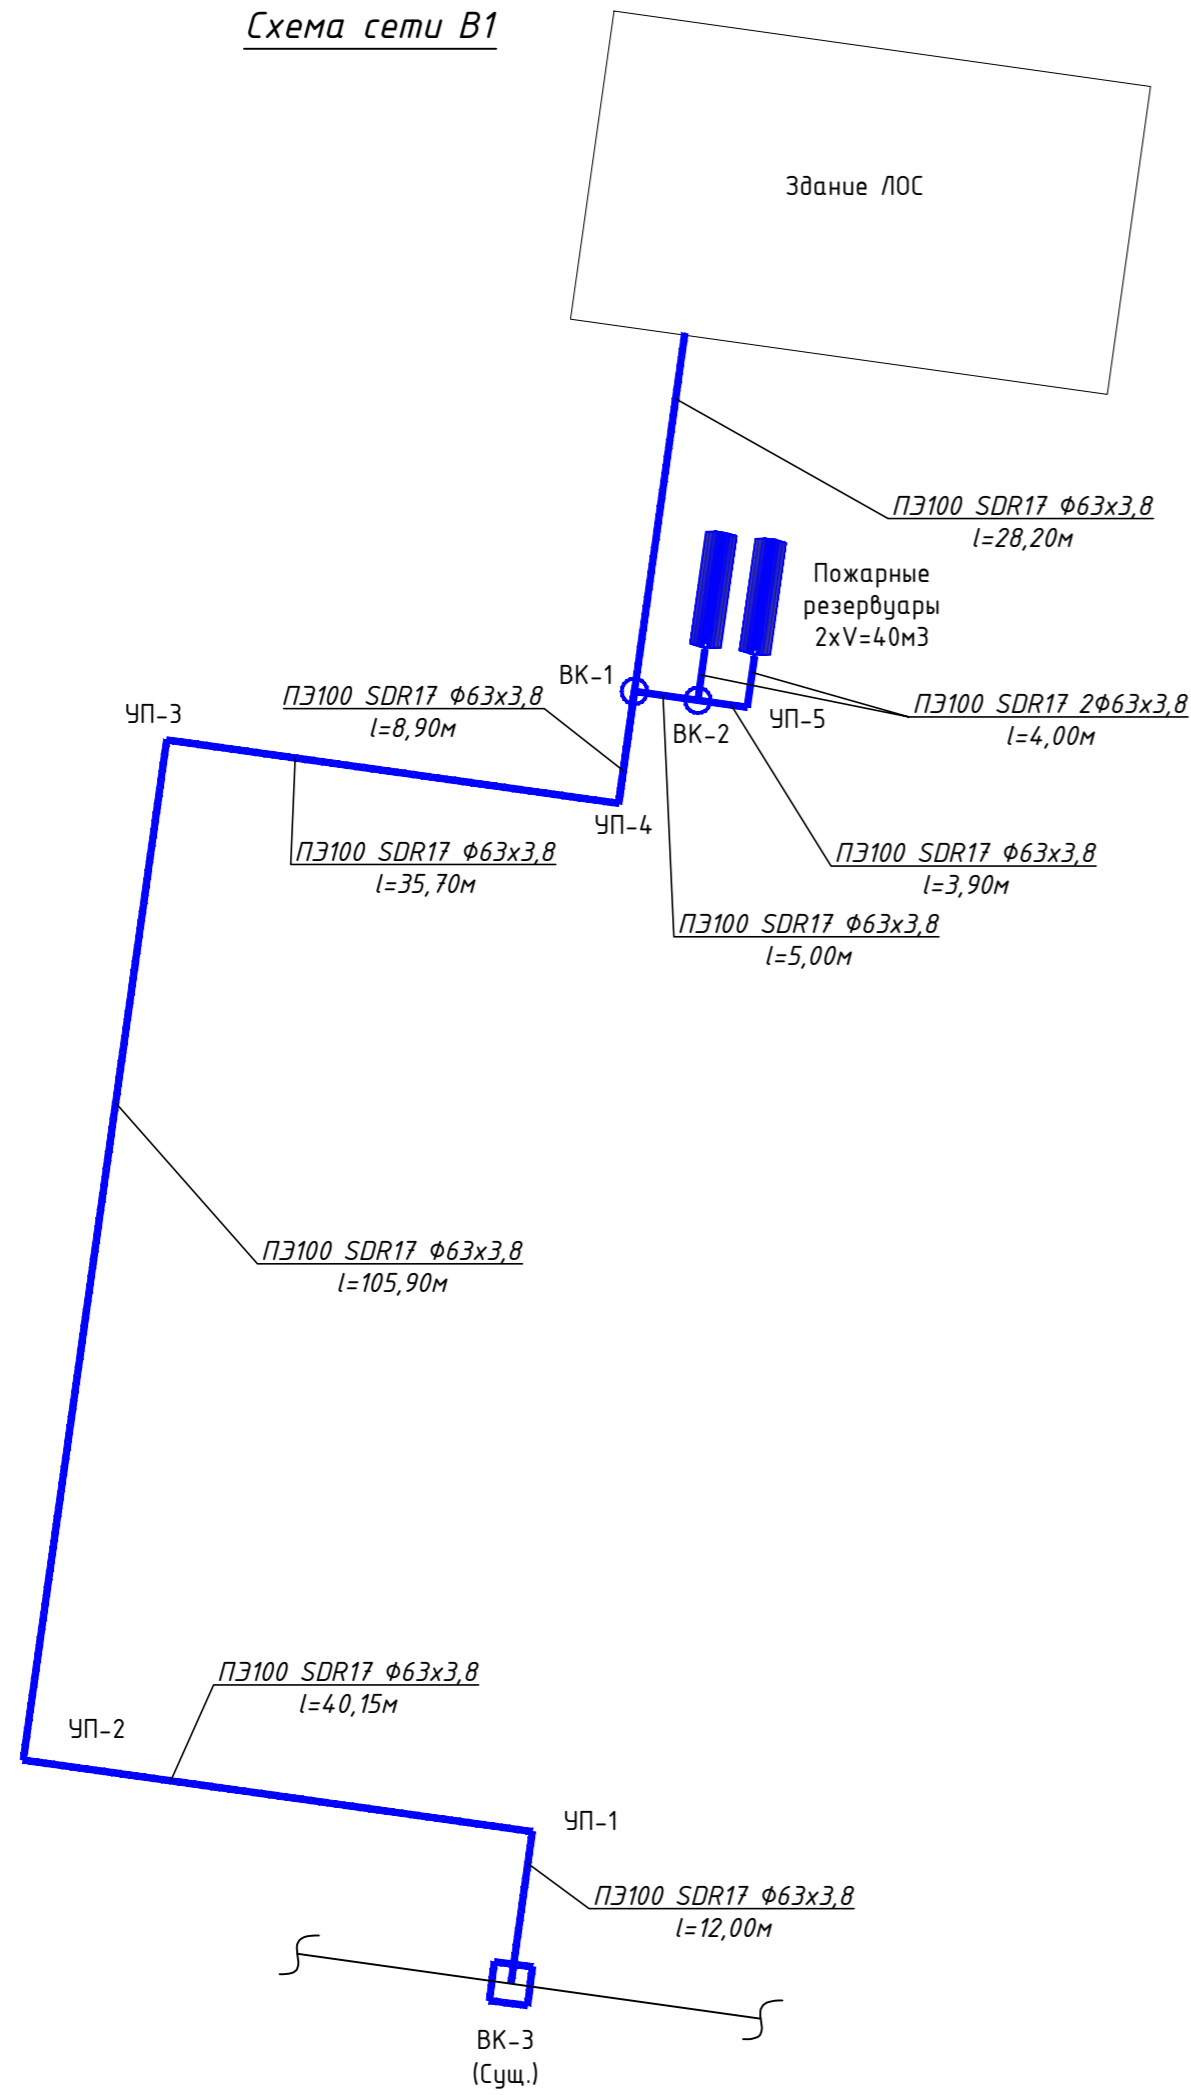 Схема сети В1
Здание ЛОС
ПЭ100 SDR17 Ф63х3,8
l=28,20м
Пожарные
резервуары
2хV=40м3
ВК-1
ПЭ100 SDR17 Ф63х3,8
l=8,90м
УП-3
ПЭ100 SDR17 2Ф63х3,8
l=4,00м
УП-5
ВК-2
УП-4
ПЭ100 SDR17 Ф63х3,8
l=35,70м
ПЭ100 SDR17 Ф63х3,8
l=3,90м
ПЭ100 SDR17 Ф63х3,8
l=5,00м
ПЭ100 SDR17 Ф63х3,8
l=105,90м
ПЭ100 SDR17 Ф63х3,8
l=40,15м
УП-2
УП-1
ПЭ100 SDR17 Ф63х3,8
l=12,00м
ВК-3
(Сущ.)